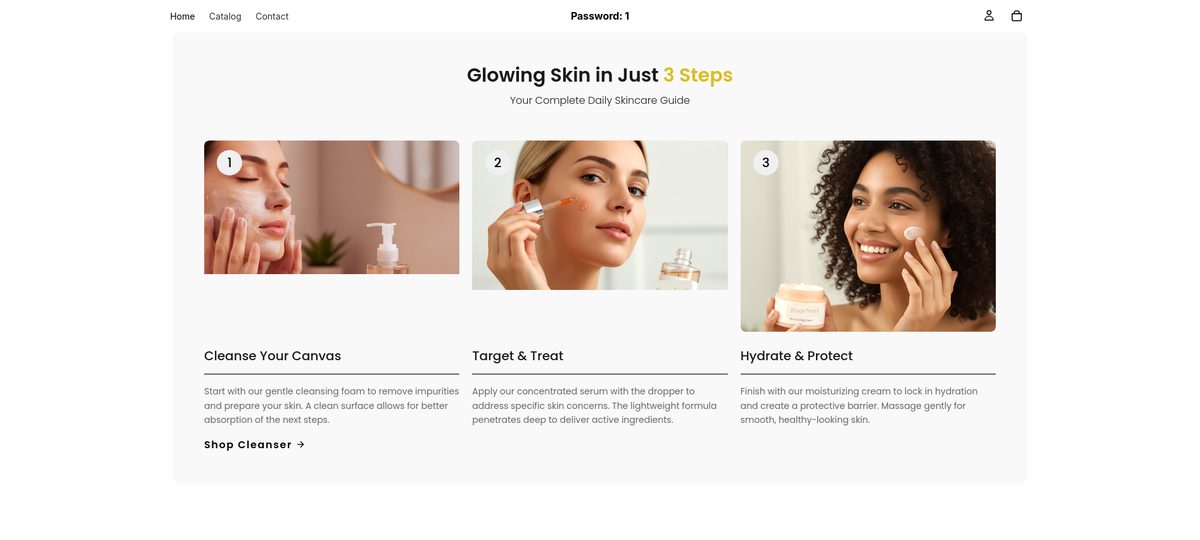 Home Catalog Contact Password: 1
Glowing Skin in Just 3 Steps
Your Complete Daily Skincare Guide
1
2
3
PageVert
Cleanse Your Canvas
Target & Treat
Hydrate & Protect
Start with our gentle cleansing foam to remove impurities
and prepare your skin. A clean surface allows for better
absorption of the next steps.
Shop Cleanser →
Apply our concentrated serum with the dropper to
address specific skin concerns. The lightweight formula
penetrates deep to deliver active ingredients.
Finish with our moisturizing cream to lock in hydration
and create a protective barrier. Massage gently for
smooth, healthy-looking skin.